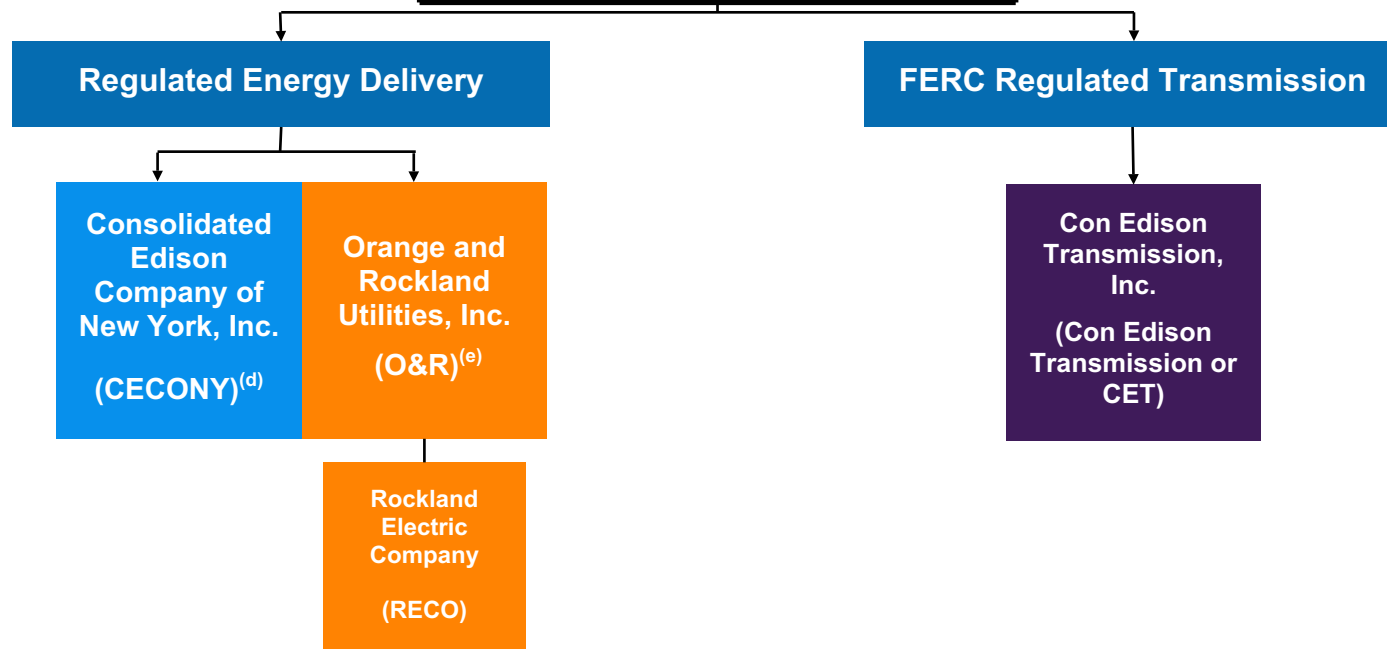 Regulated Energy Delivery
FERC Regulated Transmission
Consolidated
Edison
Company of
New York, Inc.
(CECONY)(d)
Orange and
Rockland
Utilities, Inc.
(O&R)(e)
Con Edison
Transmission,
Inc.
(Con Edison
Transmission or
CET)
Rockland
Electric
Company
(RECO)